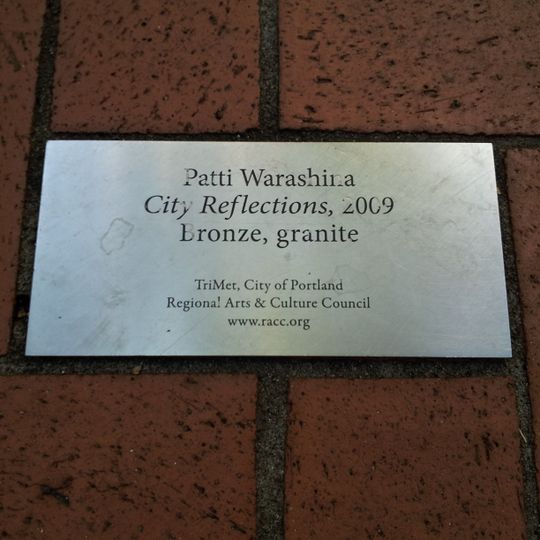 Patti Warashina
City Reflections, 2009
Bronze, granite
TriMet, City of Portland
Regional Arts & Culture Council
www.racc.org